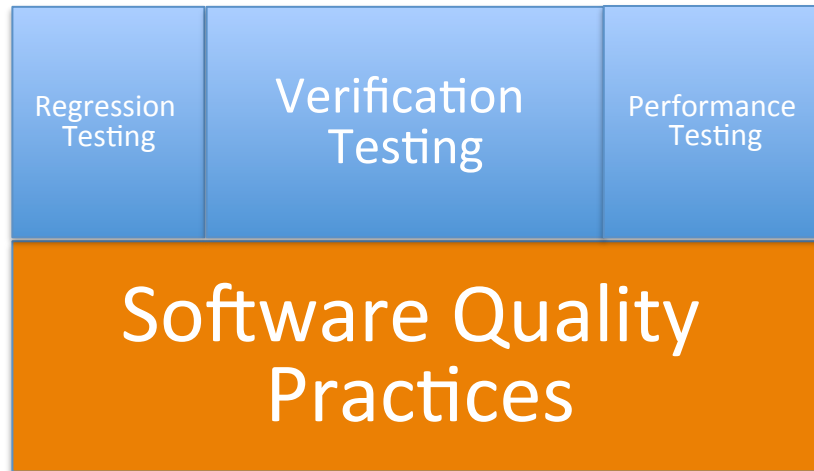 Regression
Testing
Verification
Testing
Performance
Testing
Software Quality
Practices